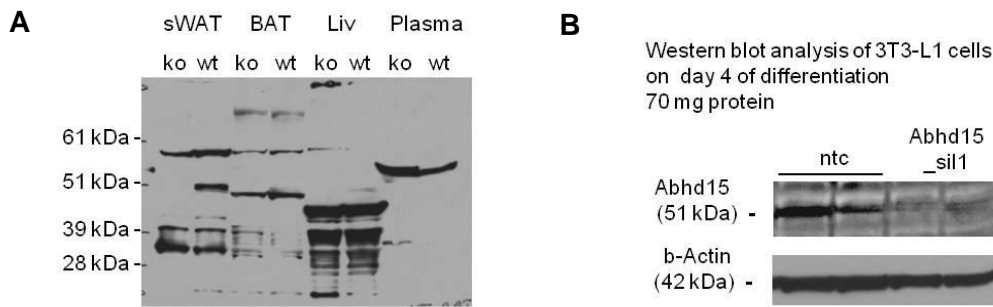 A
sWAT BAT Liv Plasma
ko wt ko wt ko wt ko wt
61 kDa -
51 kDa -
39 kDa -
28 kDa -
B
Western blot analysis of 3T3-L1 cells
on day 4 of differentiation
70 mg protein
ntc
Abhd15
_sil1
Abhd15
(51 kDa) -
b-Actin
(42 kDa) -